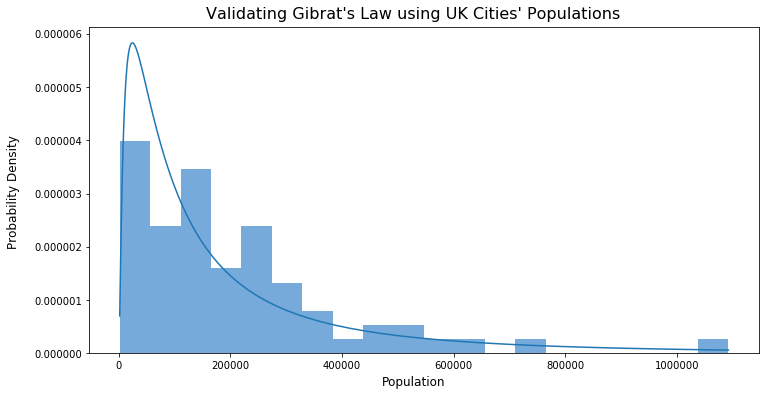 Validating Gibrat's Law using UK Cities' Populations
0.000006
0.000005
0.000004
0.000003
0.000002
0.000001
0.000000
Probability Density
0 200000 400000 600000 800000 1000000
Population